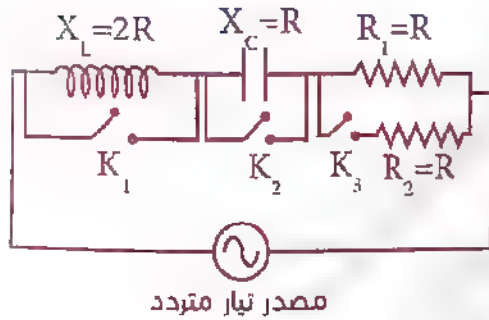 X_L=2R X_C=R R_1=R
K_1 K_2 K_3 R_2=R
مصدر تيار متردد